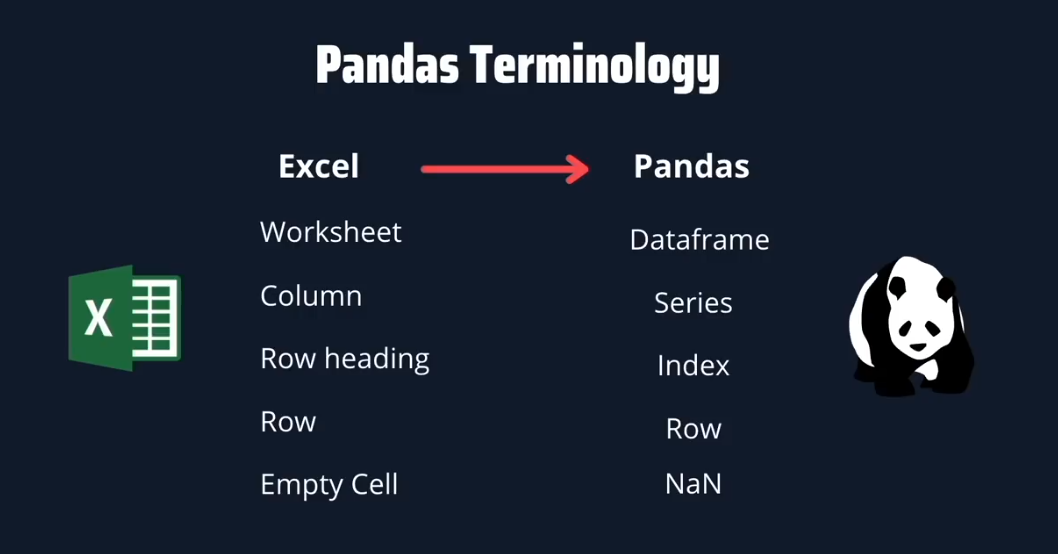 Pandas Terminology
Excel Pandas
Worksheet Dataframe
Column Series
Row heading Index
Row Row
Empty Cell NaN
X